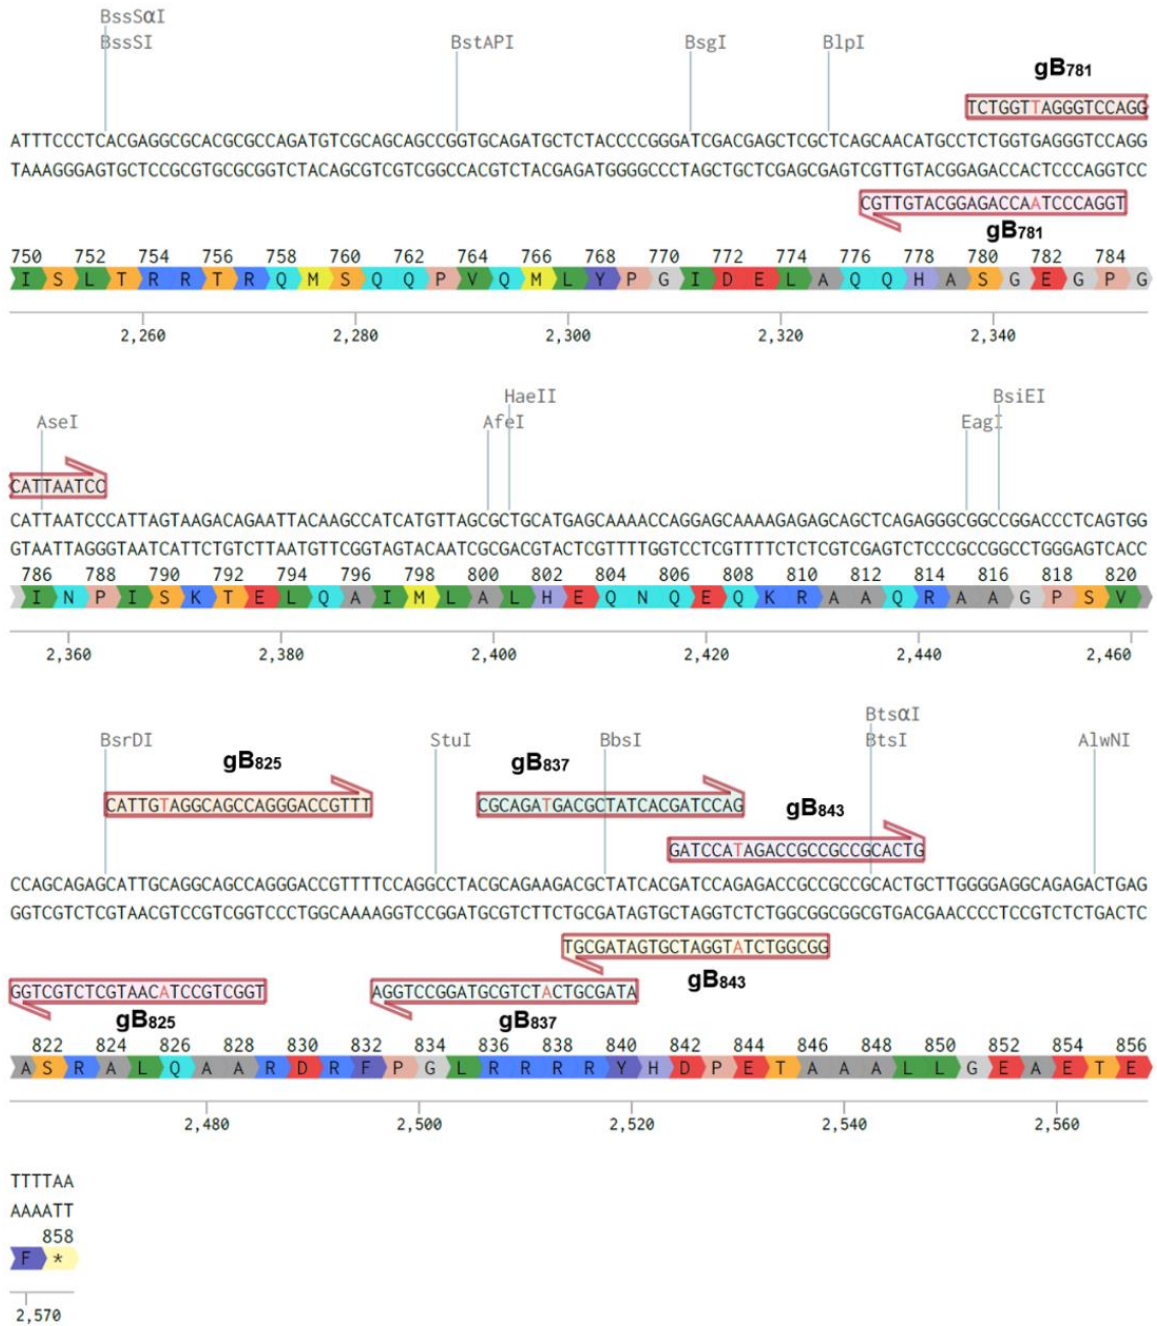 BssSαI
BssSI BstAPI BsgI BlpI
gB781
TCTGGTTAGGGTCCAGG
ATTTCCCTCACGAGGCGCACGCGCCAGATGTCGCAGCAGCCGGTGCAGATGCTCTACCCCGGGATCGACGAGCTCGCTCAGCAACATGCCTCTGGTGAGGGTCCAGG
TAAAGGGAGTGCTCCGCGTGCGCGGTCTACAGCGTCGTCGGCCACGTCTACGAGATGGGGCCCTAGCTGCTCGAGCGAGTCGTTGTACGGAGACCACTCCCAGGTCC
CGTTGTACGGAGACCAATCCCAGGT
gB781
750 752 754 756 758 760 762 764 766 768 770 772 774 776 778 780 782 784
I S L T R R T R Q M S Q Q P V Q M L Y P G I D E L A Q Q H A S G E G P G
2,260 2,280 2,300 2,320 2,340
HaeII BsiEI
AseI AfeI EagI
CATTAATCC
CATTAATCCCATTAGTAAGACAGAATTACAAGCCATCATGTTAGCGCTGCATGAGCAAAACCAGGAGCAAAAGAGAGCAGCTCAGAGGGCGGCCGGACCCTCAGTGG
GTAATTAGGGTAATCATTCTGTCTTAATGTTCGGTAGTACAATCGCGACGTACTCGTTTTGGTCCTCGTTTTCTCTCGTCGAGTCTCCCGCCGGCCTGGGAGTCACC
786 788 790 792 794 796 798 800 802 804 806 808 810 812 814 816 818 820
I N P I S K T E L Q A I M L A L H E Q N Q E Q K R A A Q R A A G P S V
2,360 2,380 2,400 2,420 2,440 2,460
BtsαI
BsrDI StuI BbsI BtsI AlwNI
gB825 gB837
CATTGTAGGCAGCCAGGGACCGTTT CGCAGATGACGCTATCACGATCCAG
gB843
GATCCATAGACCGCCGCCGCACTG
CCAGCAGAGCATTGCAGGCAGCCAGGGACCGTTTTCCAGGCCTACGCAGAAGACGCTATCACGATCCAGAGACCGCCGCCGCACTGCTTGGGGAGGCAGAGACTGAG
GGTCGTCTCGTAACGTCCGTCGGTCCCTGGCAAAAGGTCCGGATGCGTCTTCTGCGATAGTGCTAGGTCTCTGGCGGCGGCGTGACGAACCCCTCCGTCTCTGACTC
TGCGATAGTGCTAGGTATCTGGCGG
gB843
GGTCGTCTCGTAACATCCGTCGGT AGGTCCGGATGCGTCTACTGCGATA
gB825 gB837
822 824 826 828 830 832 834 836 838 840 842 844 846 848 850 852 854 856
A S R A L Q A A R D R F P G L R R R R Y H D P E T A A A L L G E A E T E
2,480 2,500 2,520 2,540 2,560
TTTTAA
AAAATT
858
F *
2,570